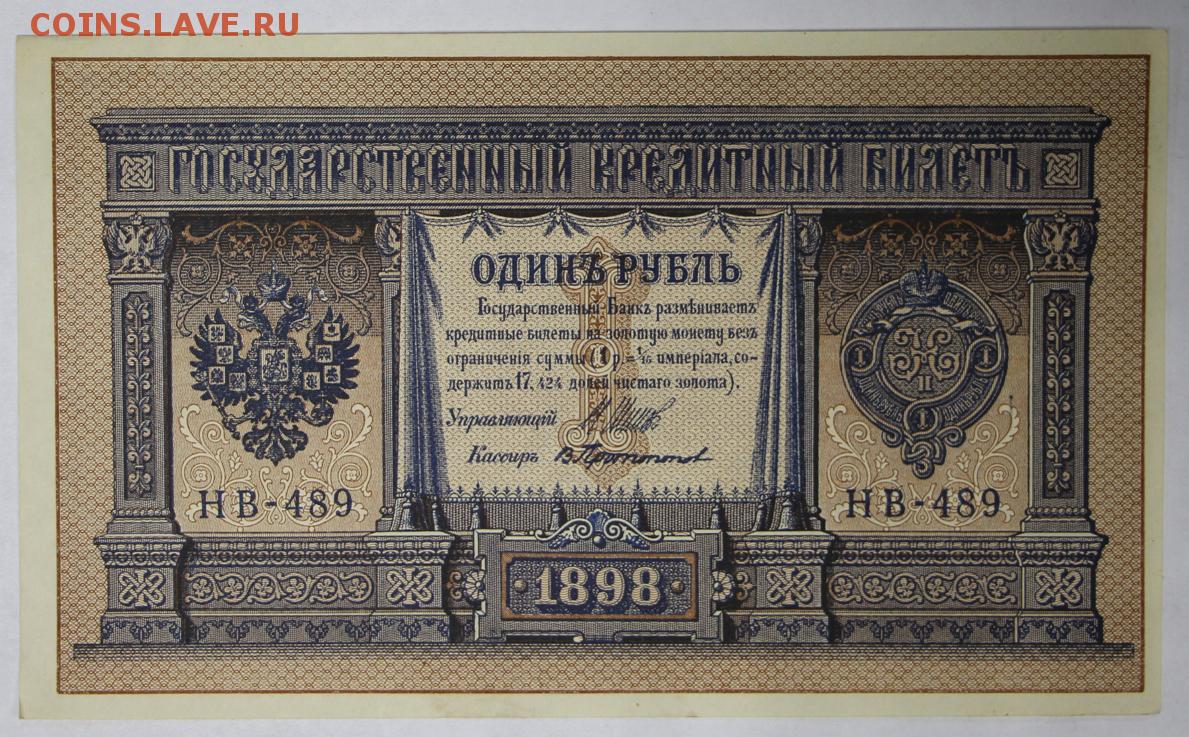 COINS.LAVE.RU
ГОСУДАРСТВЕННЫЙ КРЕДИТНЫЙ БИЛЕТЪ
ОДИНЪ РУБЛЬ
Государственный Банкъ размѣниваетъ
кредитные билеты на золотую монету безъ
ограниченія суммы (1 р.= 1/15 имперіала, со-
держитъ 17, 424 долей чистаго золота).
Управляющій
Кассиръ
НВ-489
НВ-489
1898